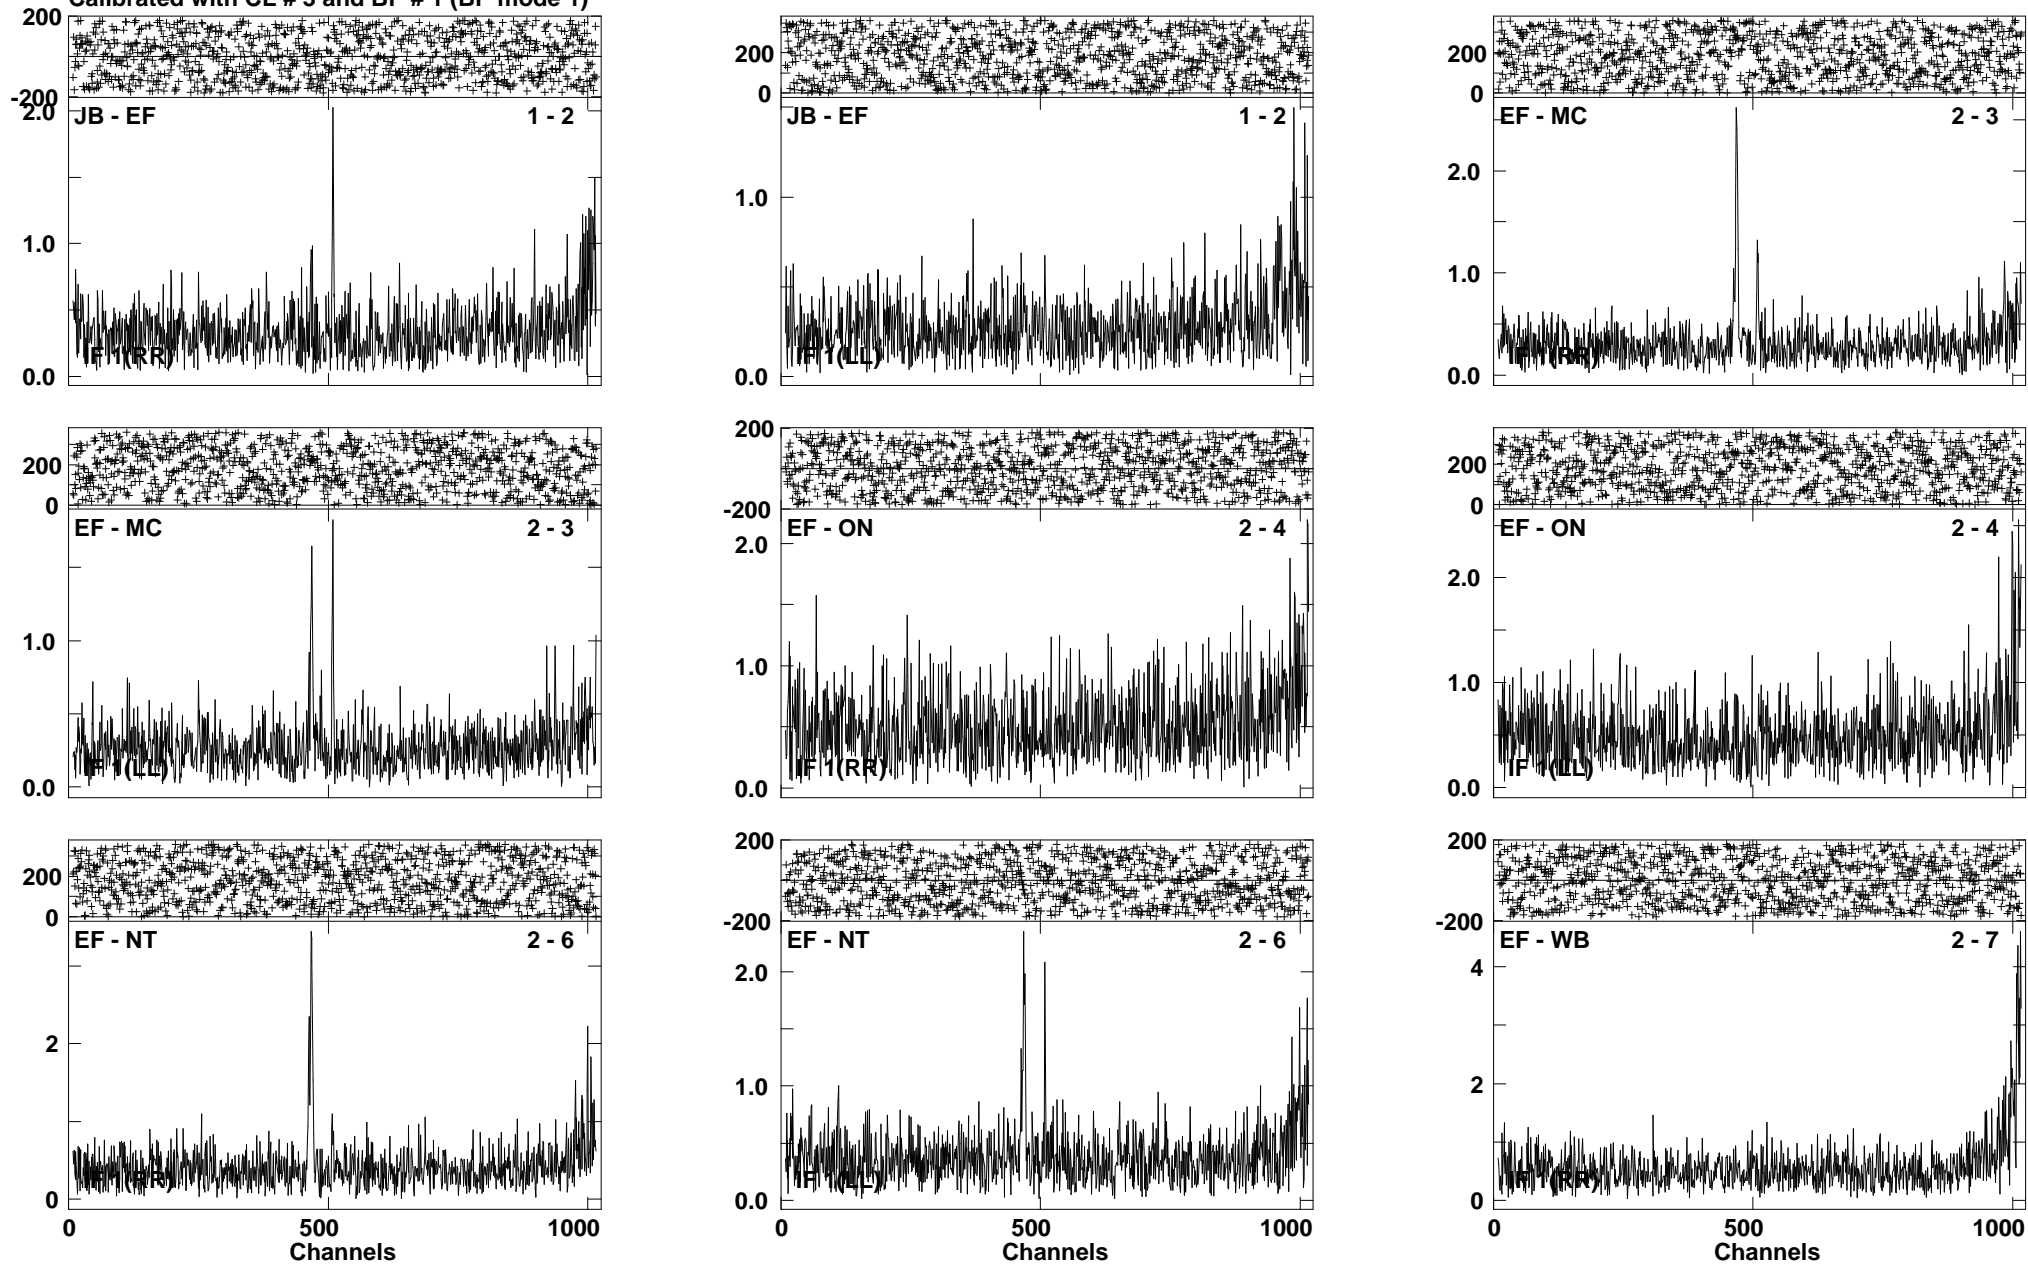 Calibrated with CL # 3 and BP # 1 (BP mode 1)
200
-200
JB - EF 1 - 2
2.0
1.0
0.0
IF 1(RR)
200
0
JB - EF 1 - 2
1.0
0.0
IF 1(LL)
200
0
EF - MC 2 - 3
2.0
1.0
0.0
IF 1(RR)
200
0
EF - MC 2 - 3
1.0
0.0
IF 1(LL)
200
-200
EF - ON 2 - 4
2.0
1.0
0.0
IF 1(RR)
200
0
EF - ON 2 - 4
2.0
1.0
0.0
IF 1(LL)
200
0
EF - NT 2 - 6
2
0
IF 1(RR)
0 500 1000
Channels
200
-200
EF - NT 2 - 6
2.0
1.0
0.0
IF 1(LL)
0 500 1000
Channels
200
-200
EF - WB 2 - 7
4
2
0
IF 1(RR)
0 500 1000
Channels